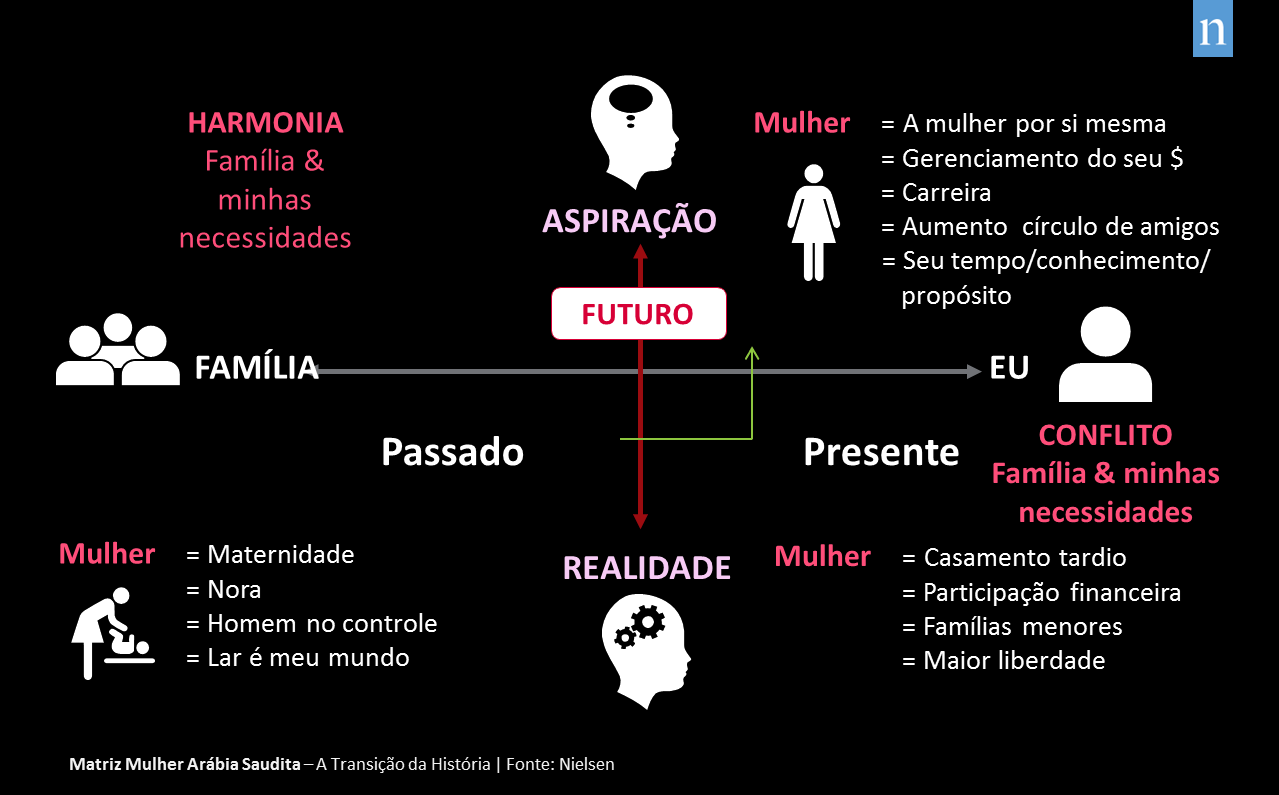 n
HARMONIA
Família &
minhas
necessidades
ASPIRAÇÃO
Mulher
= A mulher por si mesma
= Gerenciamento do seu $
= Carreira
= Aumento círculo de amigos
= Seu tempo/conhecimento/
propósito
FUTURO
FAMÍLIA
EU
Passado
Presente
CONFLITO
Família & minhas
necessidades
Mulher
= Maternidade
= Nora
= Homem no controle
= Lar é meu mundo
REALIDADE
Mulher
= Casamento tardio
= Participação financeira
= Famílias menores
= Maior liberdade
Matriz Mulher Arábia Saudita – A Transição da História | Fonte: Nielsen